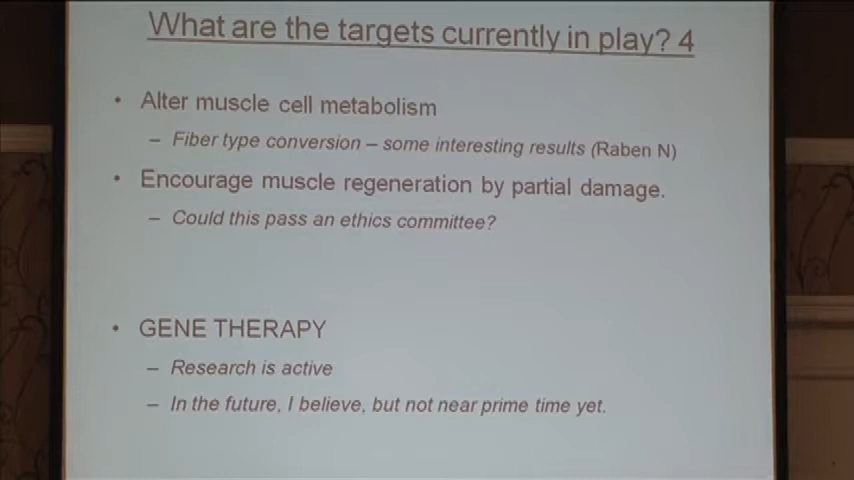 What are the targets currently in play? 4
• Alter muscle cell metabolism
– Fiber type conversion – some interesting results (Raben N)
• Encourage muscle regeneration by partial damage.
– Could this pass an ethics committee?
• GENE THERAPY
– Research is active
– In the future, I believe, but not near prime time yet.